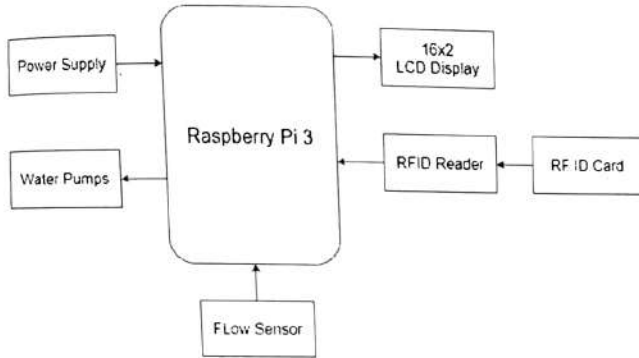 Power Supply
16x2
LCD Display
Raspberry Pi 3
Water Pumps
RFID Reader
RF ID Card
FLow Sensor